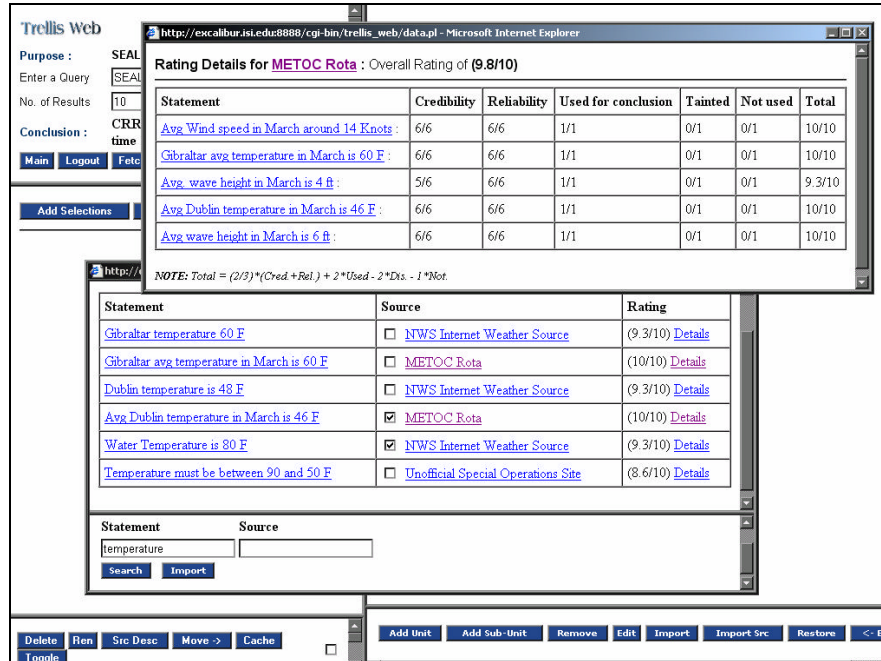 Trellis Web
Purpose : SEAL
Enter a Query SEAL
No. of Results 10
Conclusion : CRR
time
Main Logout Fetc
Add Selections
http://excalibur.isi.edu:8888/cgi-bin/trellis_web/data.pl - Microsoft Internet Explorer
Rating Details for METOC Rota : Overall Rating of (9.8/10)
Statement Credibility Reliability Used for conclusion Tainted Not used Total
Avg Wind speed in March around 14 Knots : 6/6 6/6 1/1 0/1 0/1 10/10
Gibraltar avg temperature in March is 60 F : 6/6 6/6 1/1 0/1 0/1 10/10
Avg. wave height in March is 4 ft : 5/6 6/6 1/1 0/1 0/1 9.3/10
Avg Dublin temperature in March is 46 F : 6/6 6/6 1/1 0/1 0/1 10/10
Avg wave height in March is 6 ft : 6/6 6/6 1/1 0/1 0/1 10/10
NOTE: Total = (2/3)*(Cred.+Rel.) + 2*Used - 2*Dis. - 1*Not.
http://e
Statement Source Rating
Gibraltar temperature 60 F NWS Internet Weather Source (9.3/10) Details
Gibraltar avg temperature in March is 60 F METOC Rota (10/10) Details
Dublin temperature is 48 F NWS Internet Weather Source (9.3/10) Details
Avg Dublin temperature in March is 46 F METOC Rota (10/10) Details
Water Temperature is 80 F NWS Internet Weather Source (9.3/10) Details
Temperature must be between 90 and 50 F Unofficial Special Operations Site (8.6/10) Details
Statement Source
temperature
Search Import
Delete Ren Src Desc Move -> Cache
Toggle
Add Unit Add Sub-Unit Remove Edit Import Import Src Restore <- E